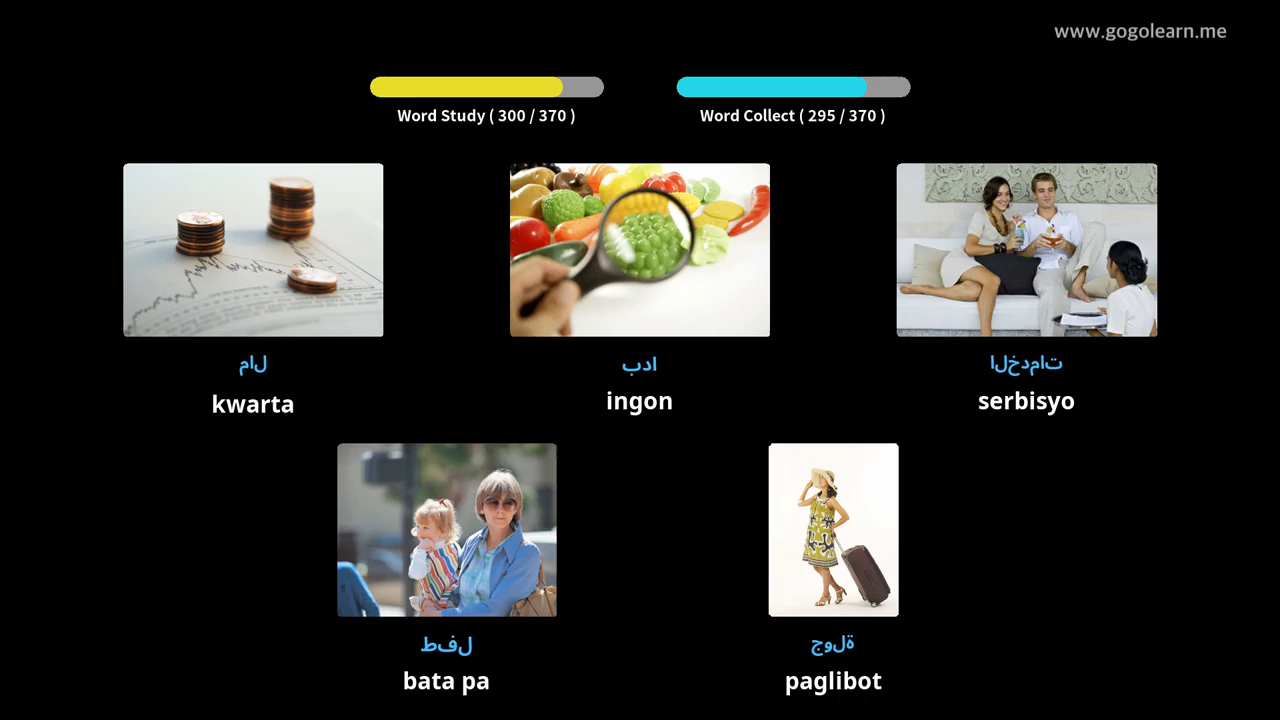 www.gogolearn.me
Word Study ( 300 / 370 )
Word Collect ( 295 / 370 )
مال
kwarta
بدا
ingon
الخدمات
serbisyo
طفل
bata pa
جولة
paglibot